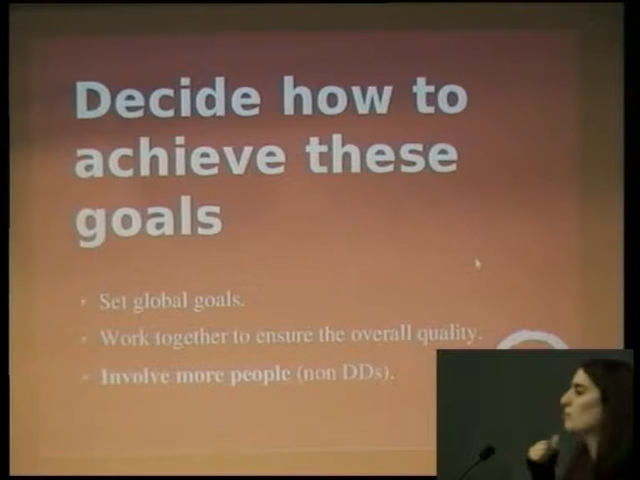 Decide how to
achieve these
goals
Set global goals.
Work together to ensure the overall quality.
Involve more people (non DDs).